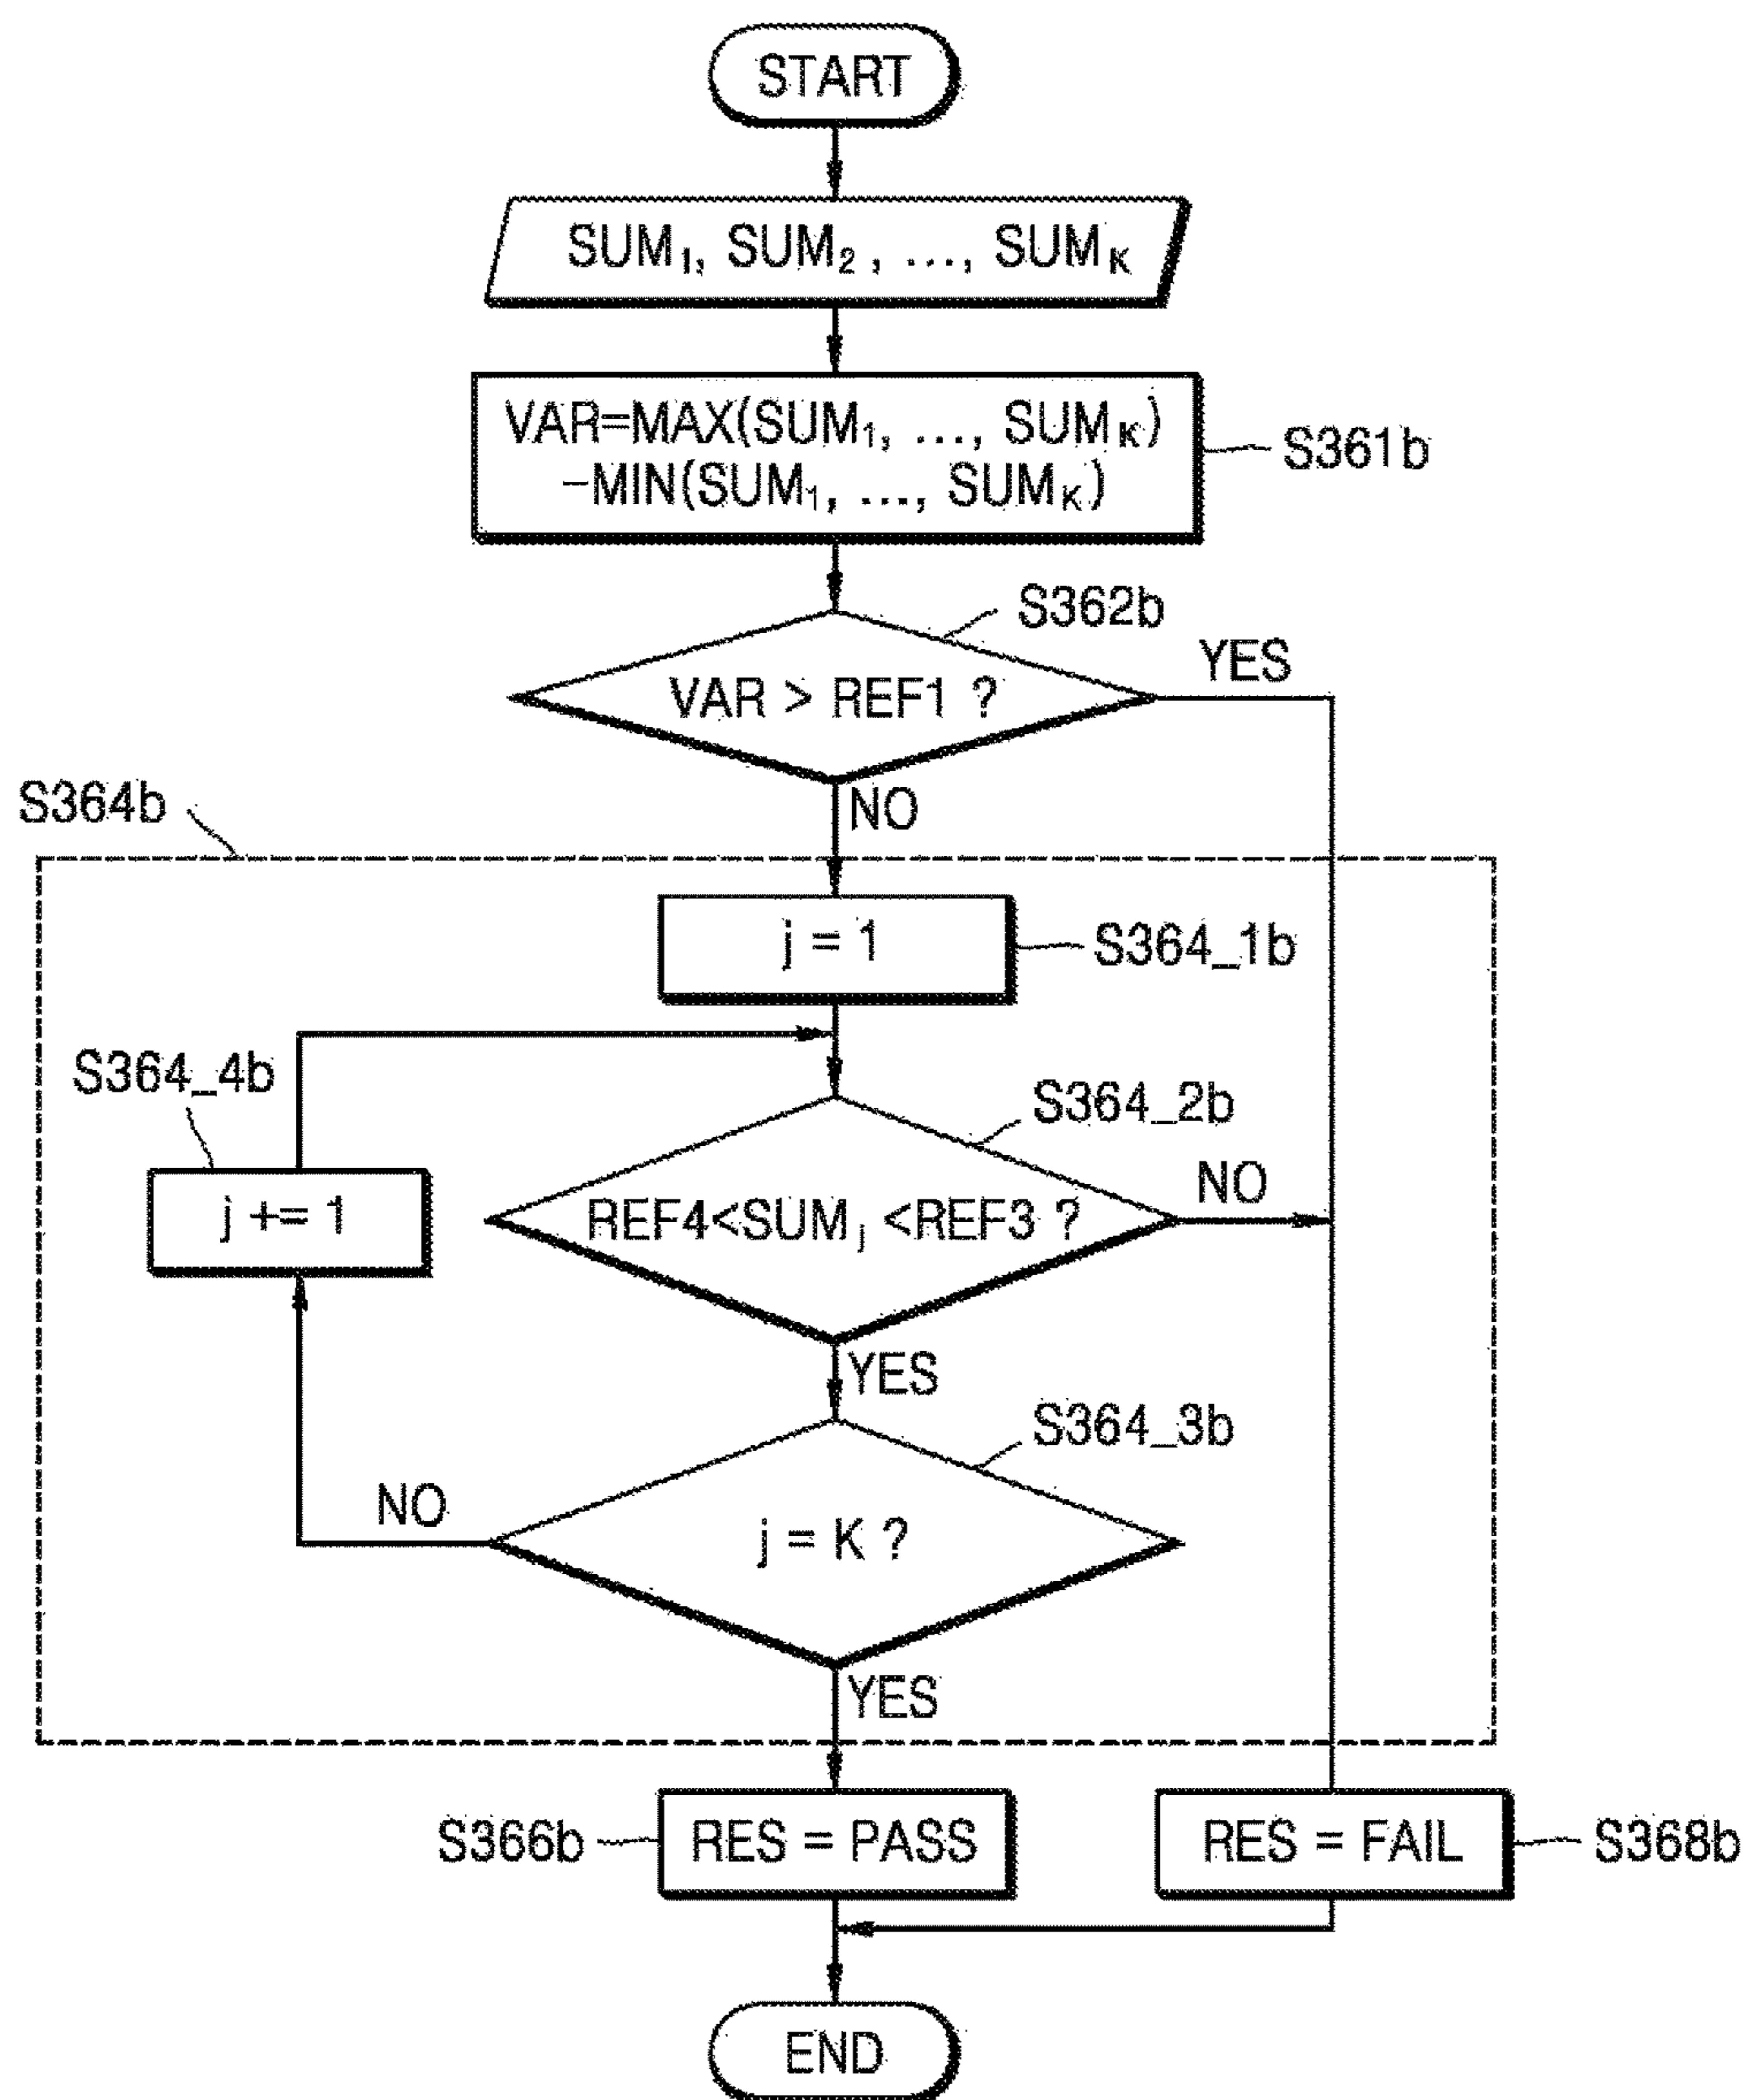 START
SUM₁, SUM₂, ..., SUMK
VAR=MAX(SUM₁, ..., SUMK)
-MIN(SUM₁, ..., SUMK)
S361b
S362b
YES
VAR > REF1 ?
NO
S364b
j = 1
S364_1b
S364_4b
S364_2b
j += 1
REF4<SUMj <REF3 ?
NO
YES
S364_3b
NO
j = K ?
YES
S366b
RES = PASS
RES = FAIL
S368b
END